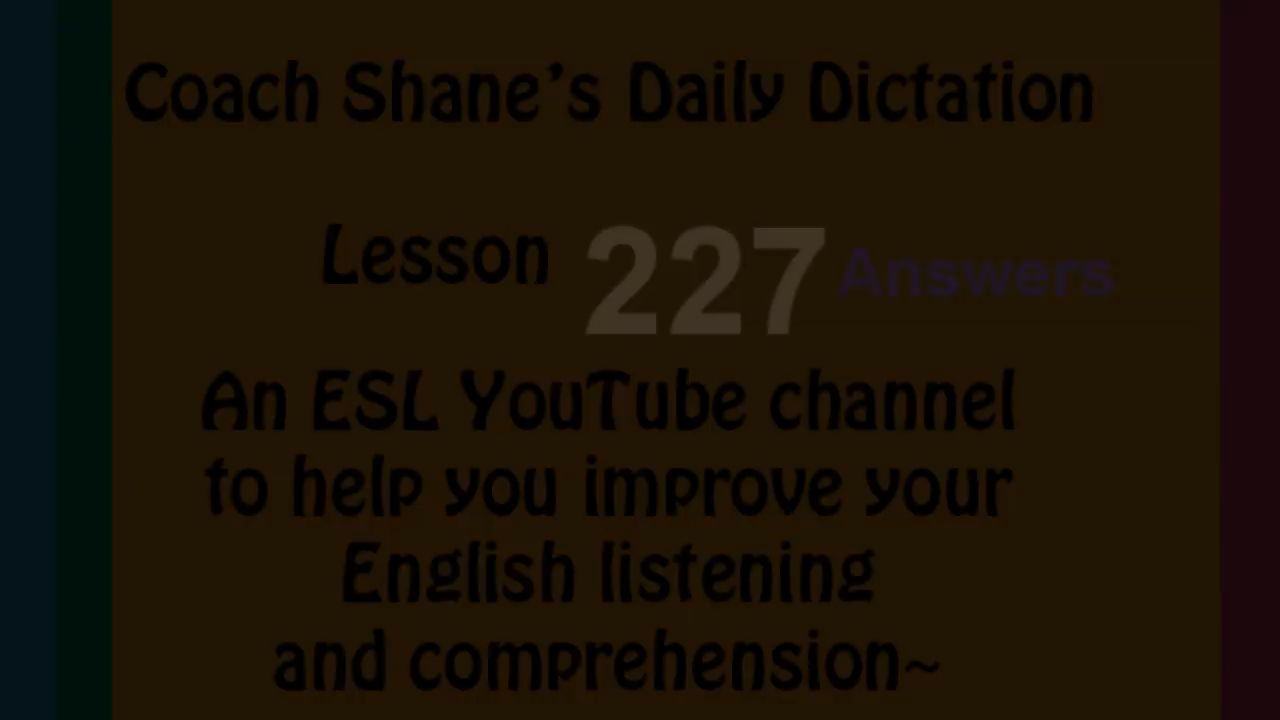 Coach Shane's Daily Dictation
Lesson 227 Answers
An ESL YouTube channel
to help you improve your
English listening
and comprehension~